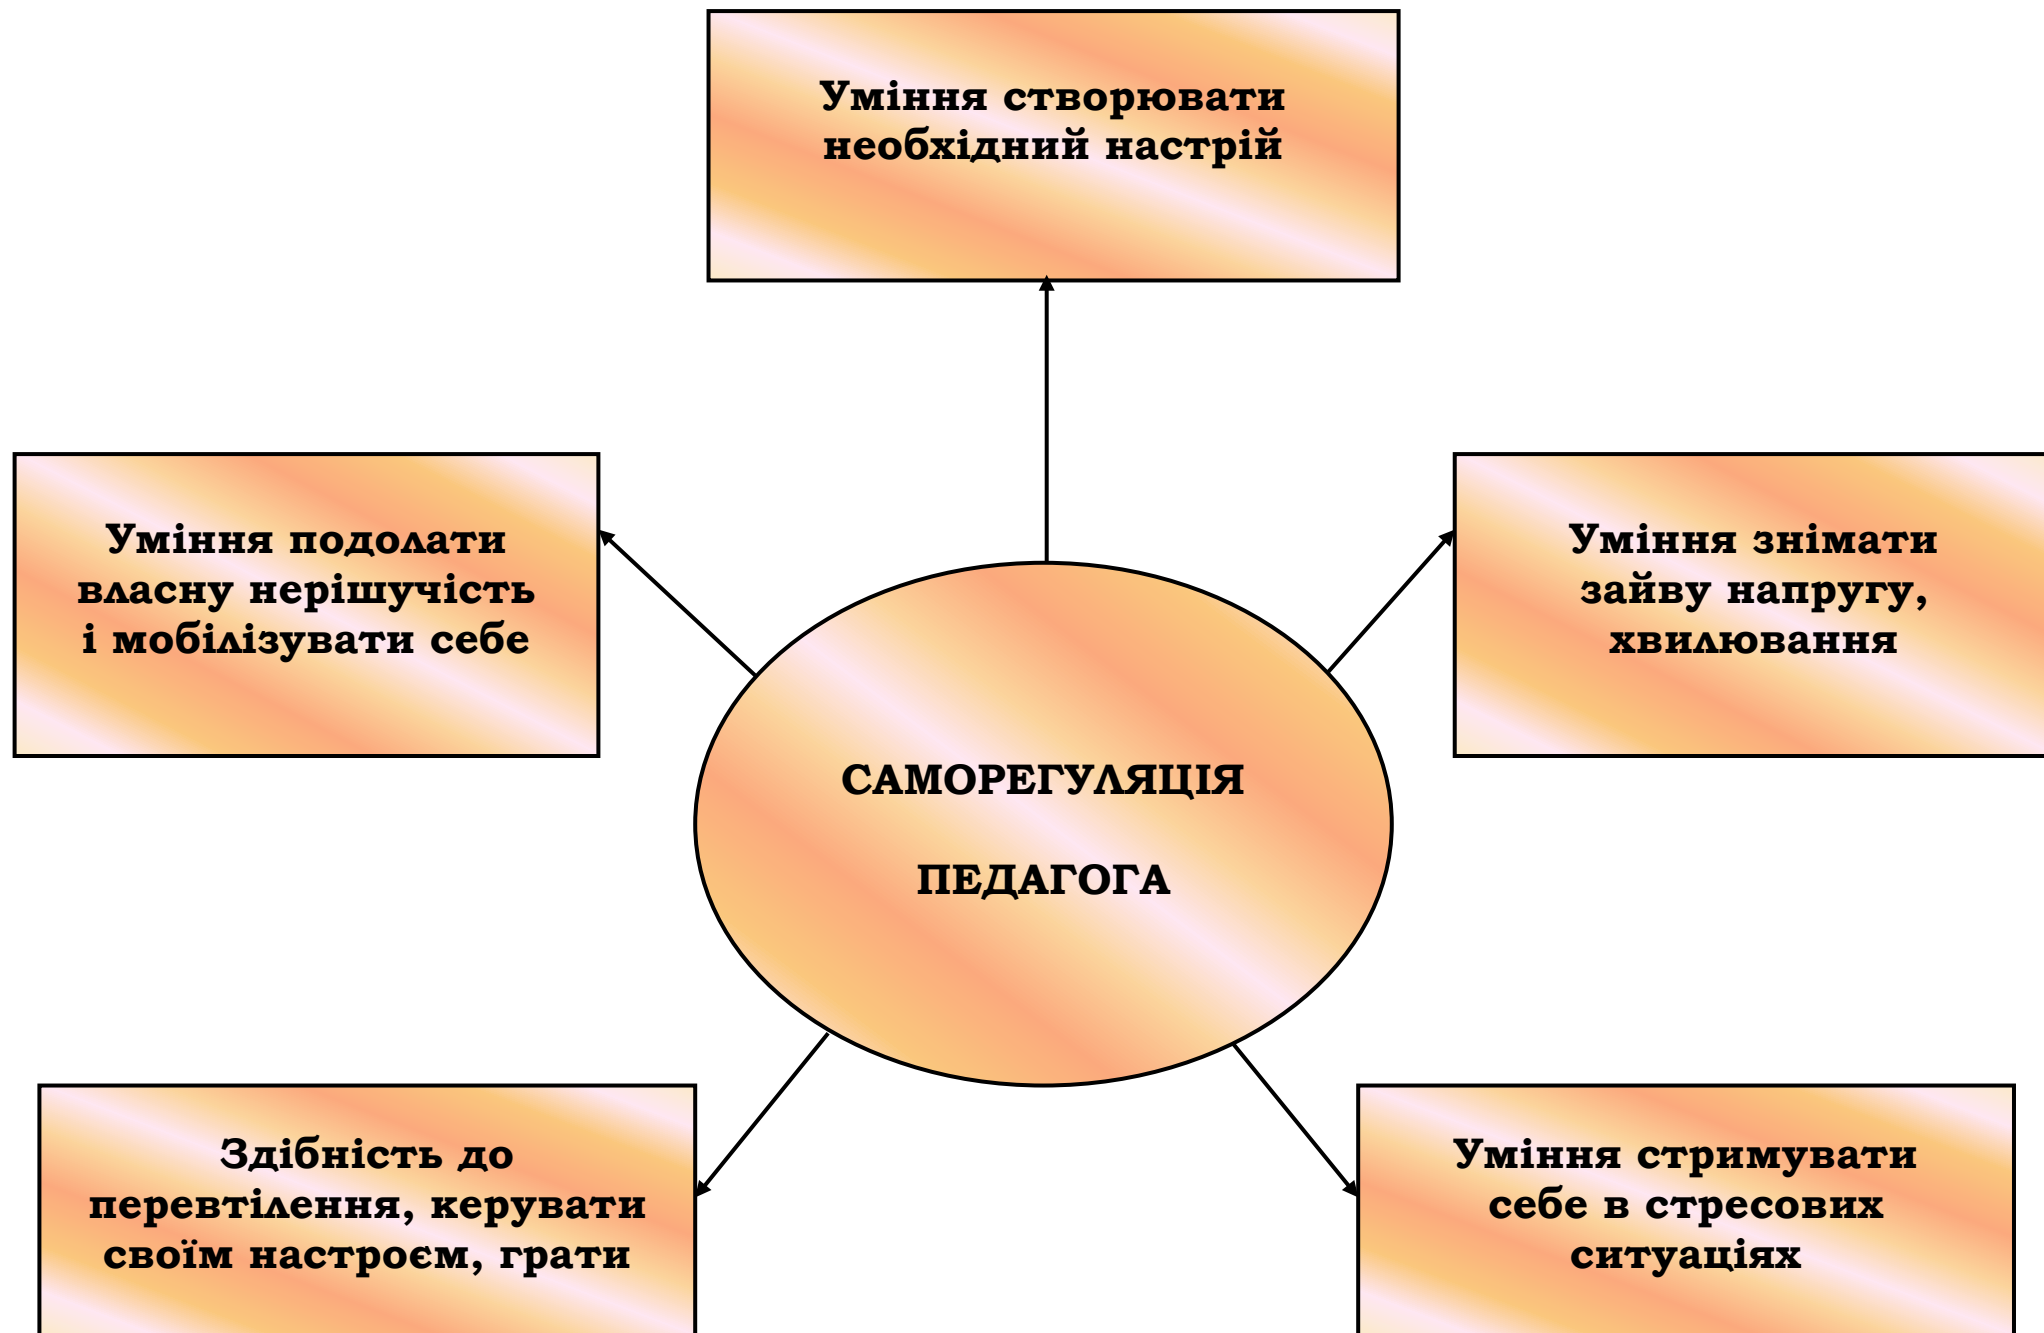 Уміння створювати
необхідний настрій
Уміння подолати
власну нерішучість
і мобілізувати себе
Уміння знімати
зайву напругу,
хвилювання
САМОРЕГУЛЯЦІЯ
ПЕДАГОГА
Здібність до
перевтілення, керувати
своїм настроєм, грати
Уміння стримувати
себе в стресових
ситуаціях